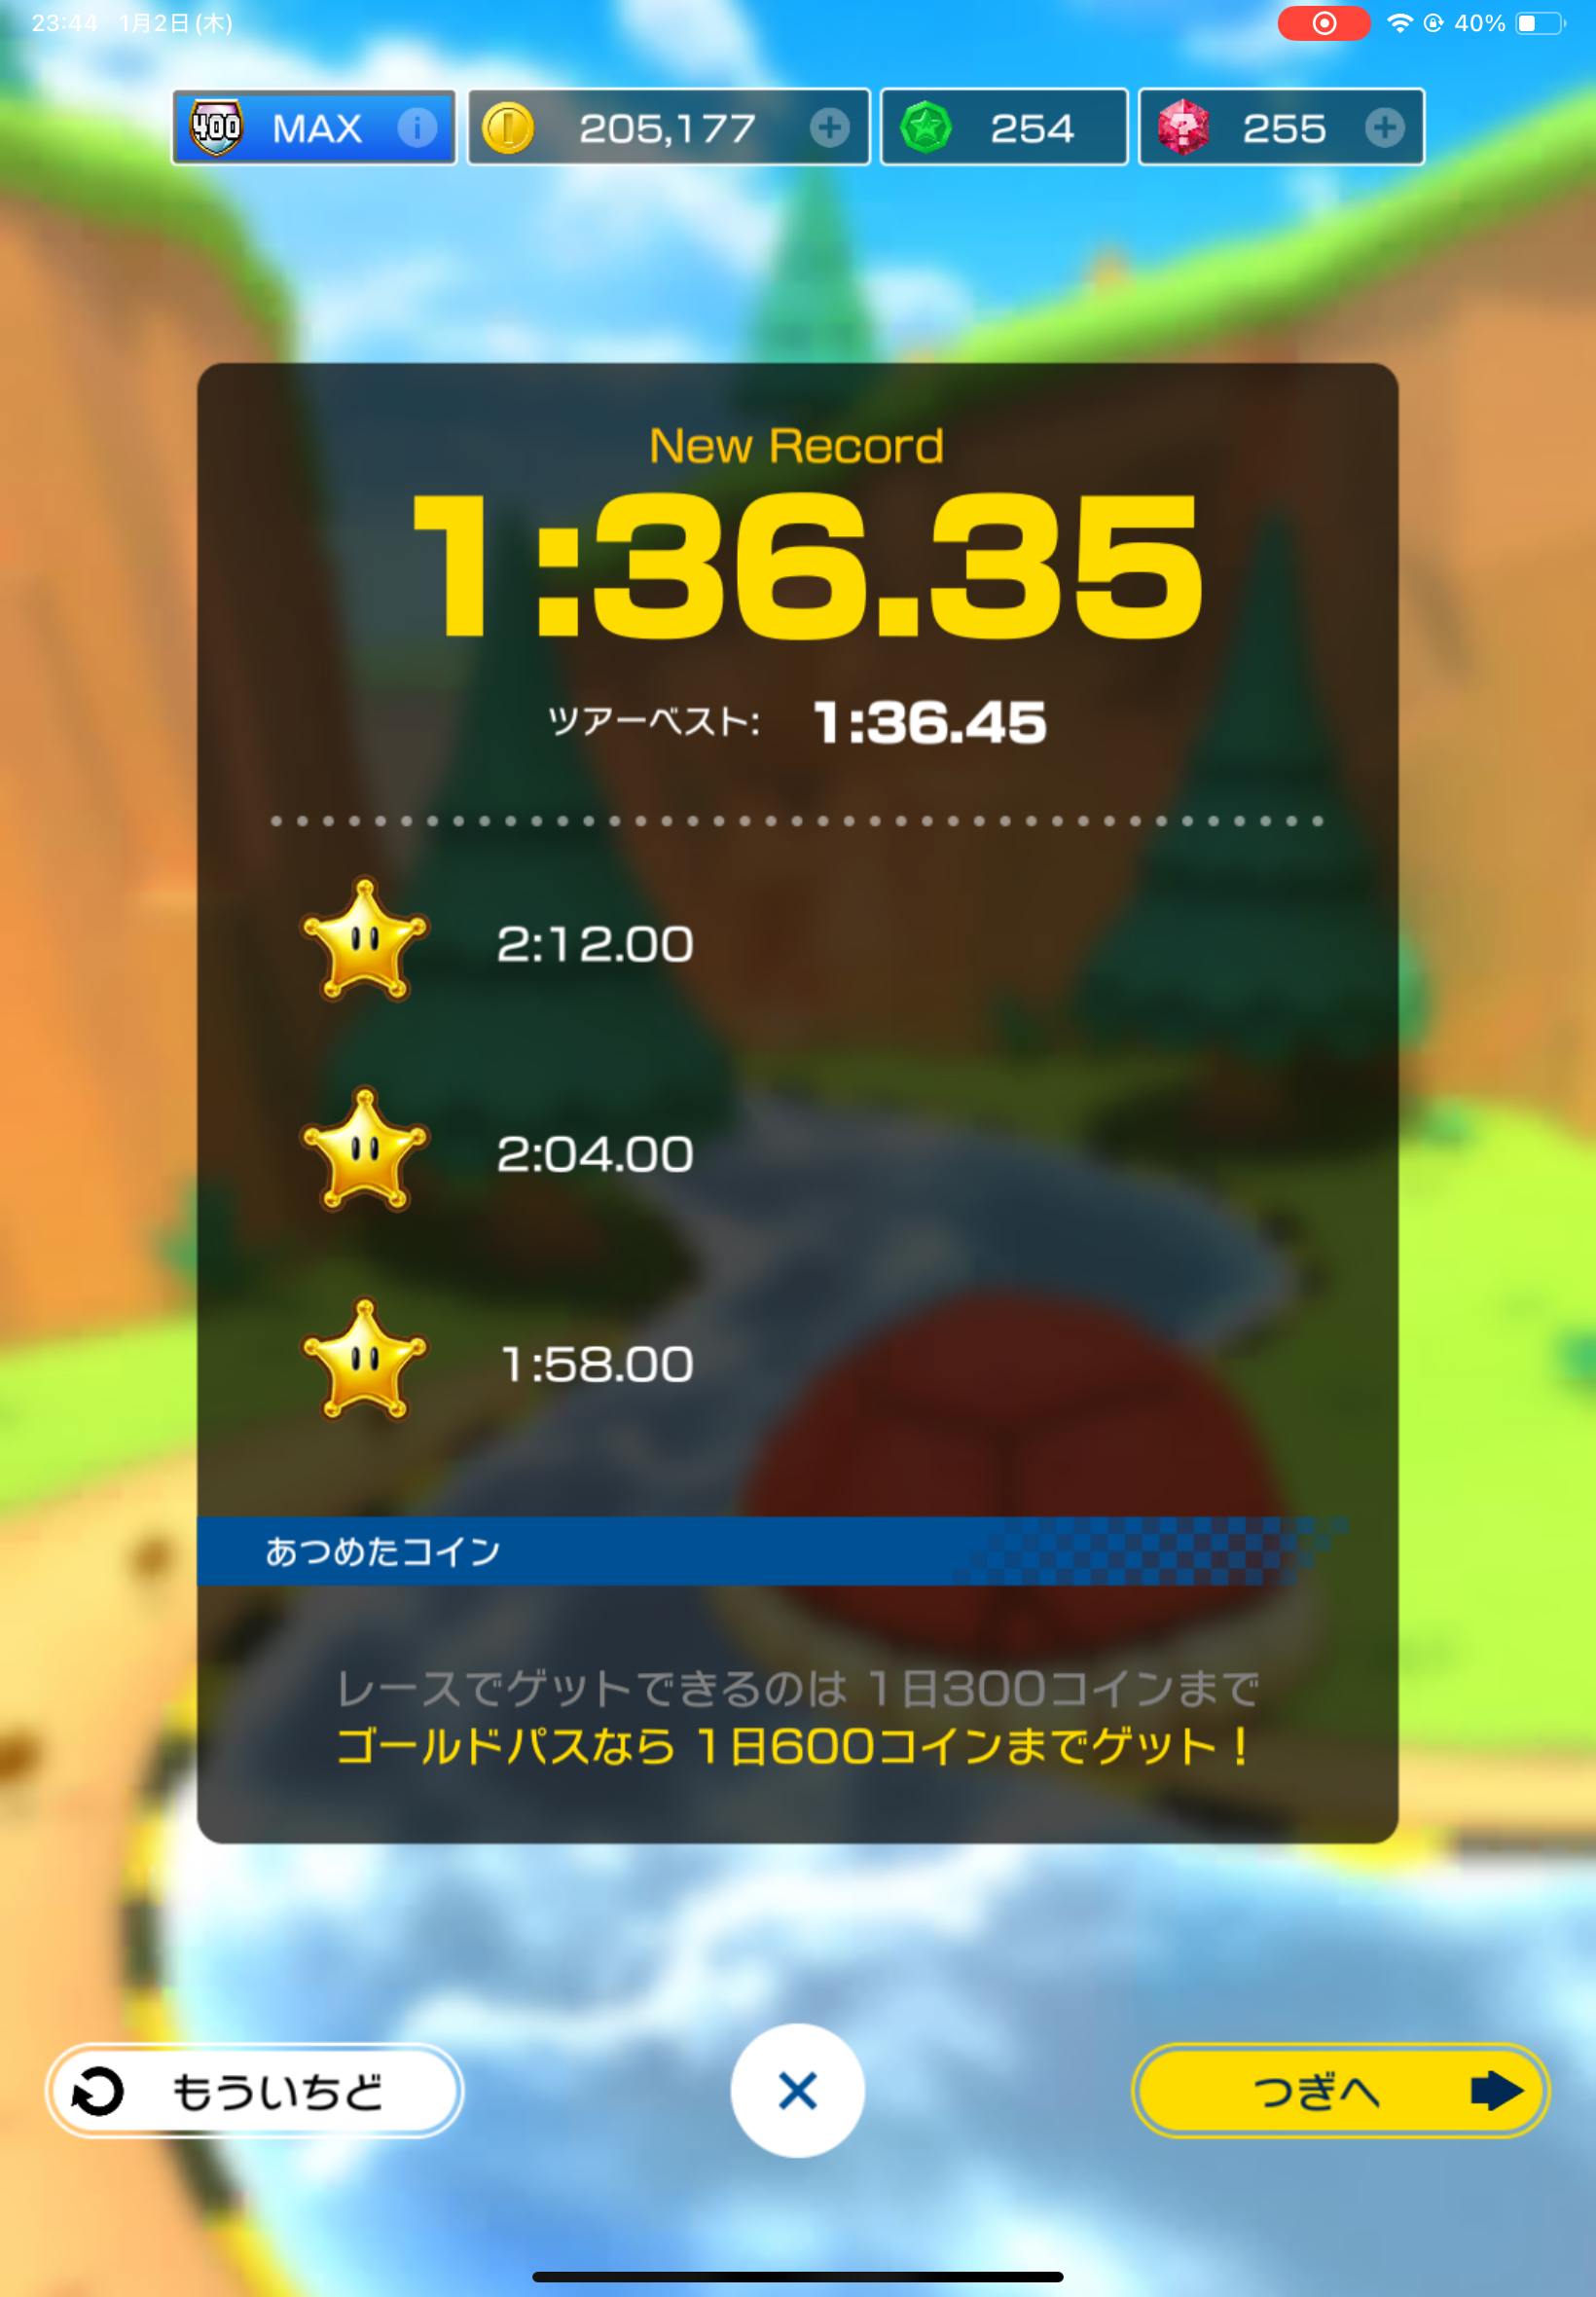 23:44 1月2日(木)
40%
400 MAX i
205,177
254
? 255
New Record
1:36.35
ツアーベスト: 1:36.45
2:12.00
2:04.00
1:58.00
あつめたコイン
レースでゲットできるのは 1日300コインまで
ゴールドパスなら 1日600コインまでゲット!
もういちど
つぎへ